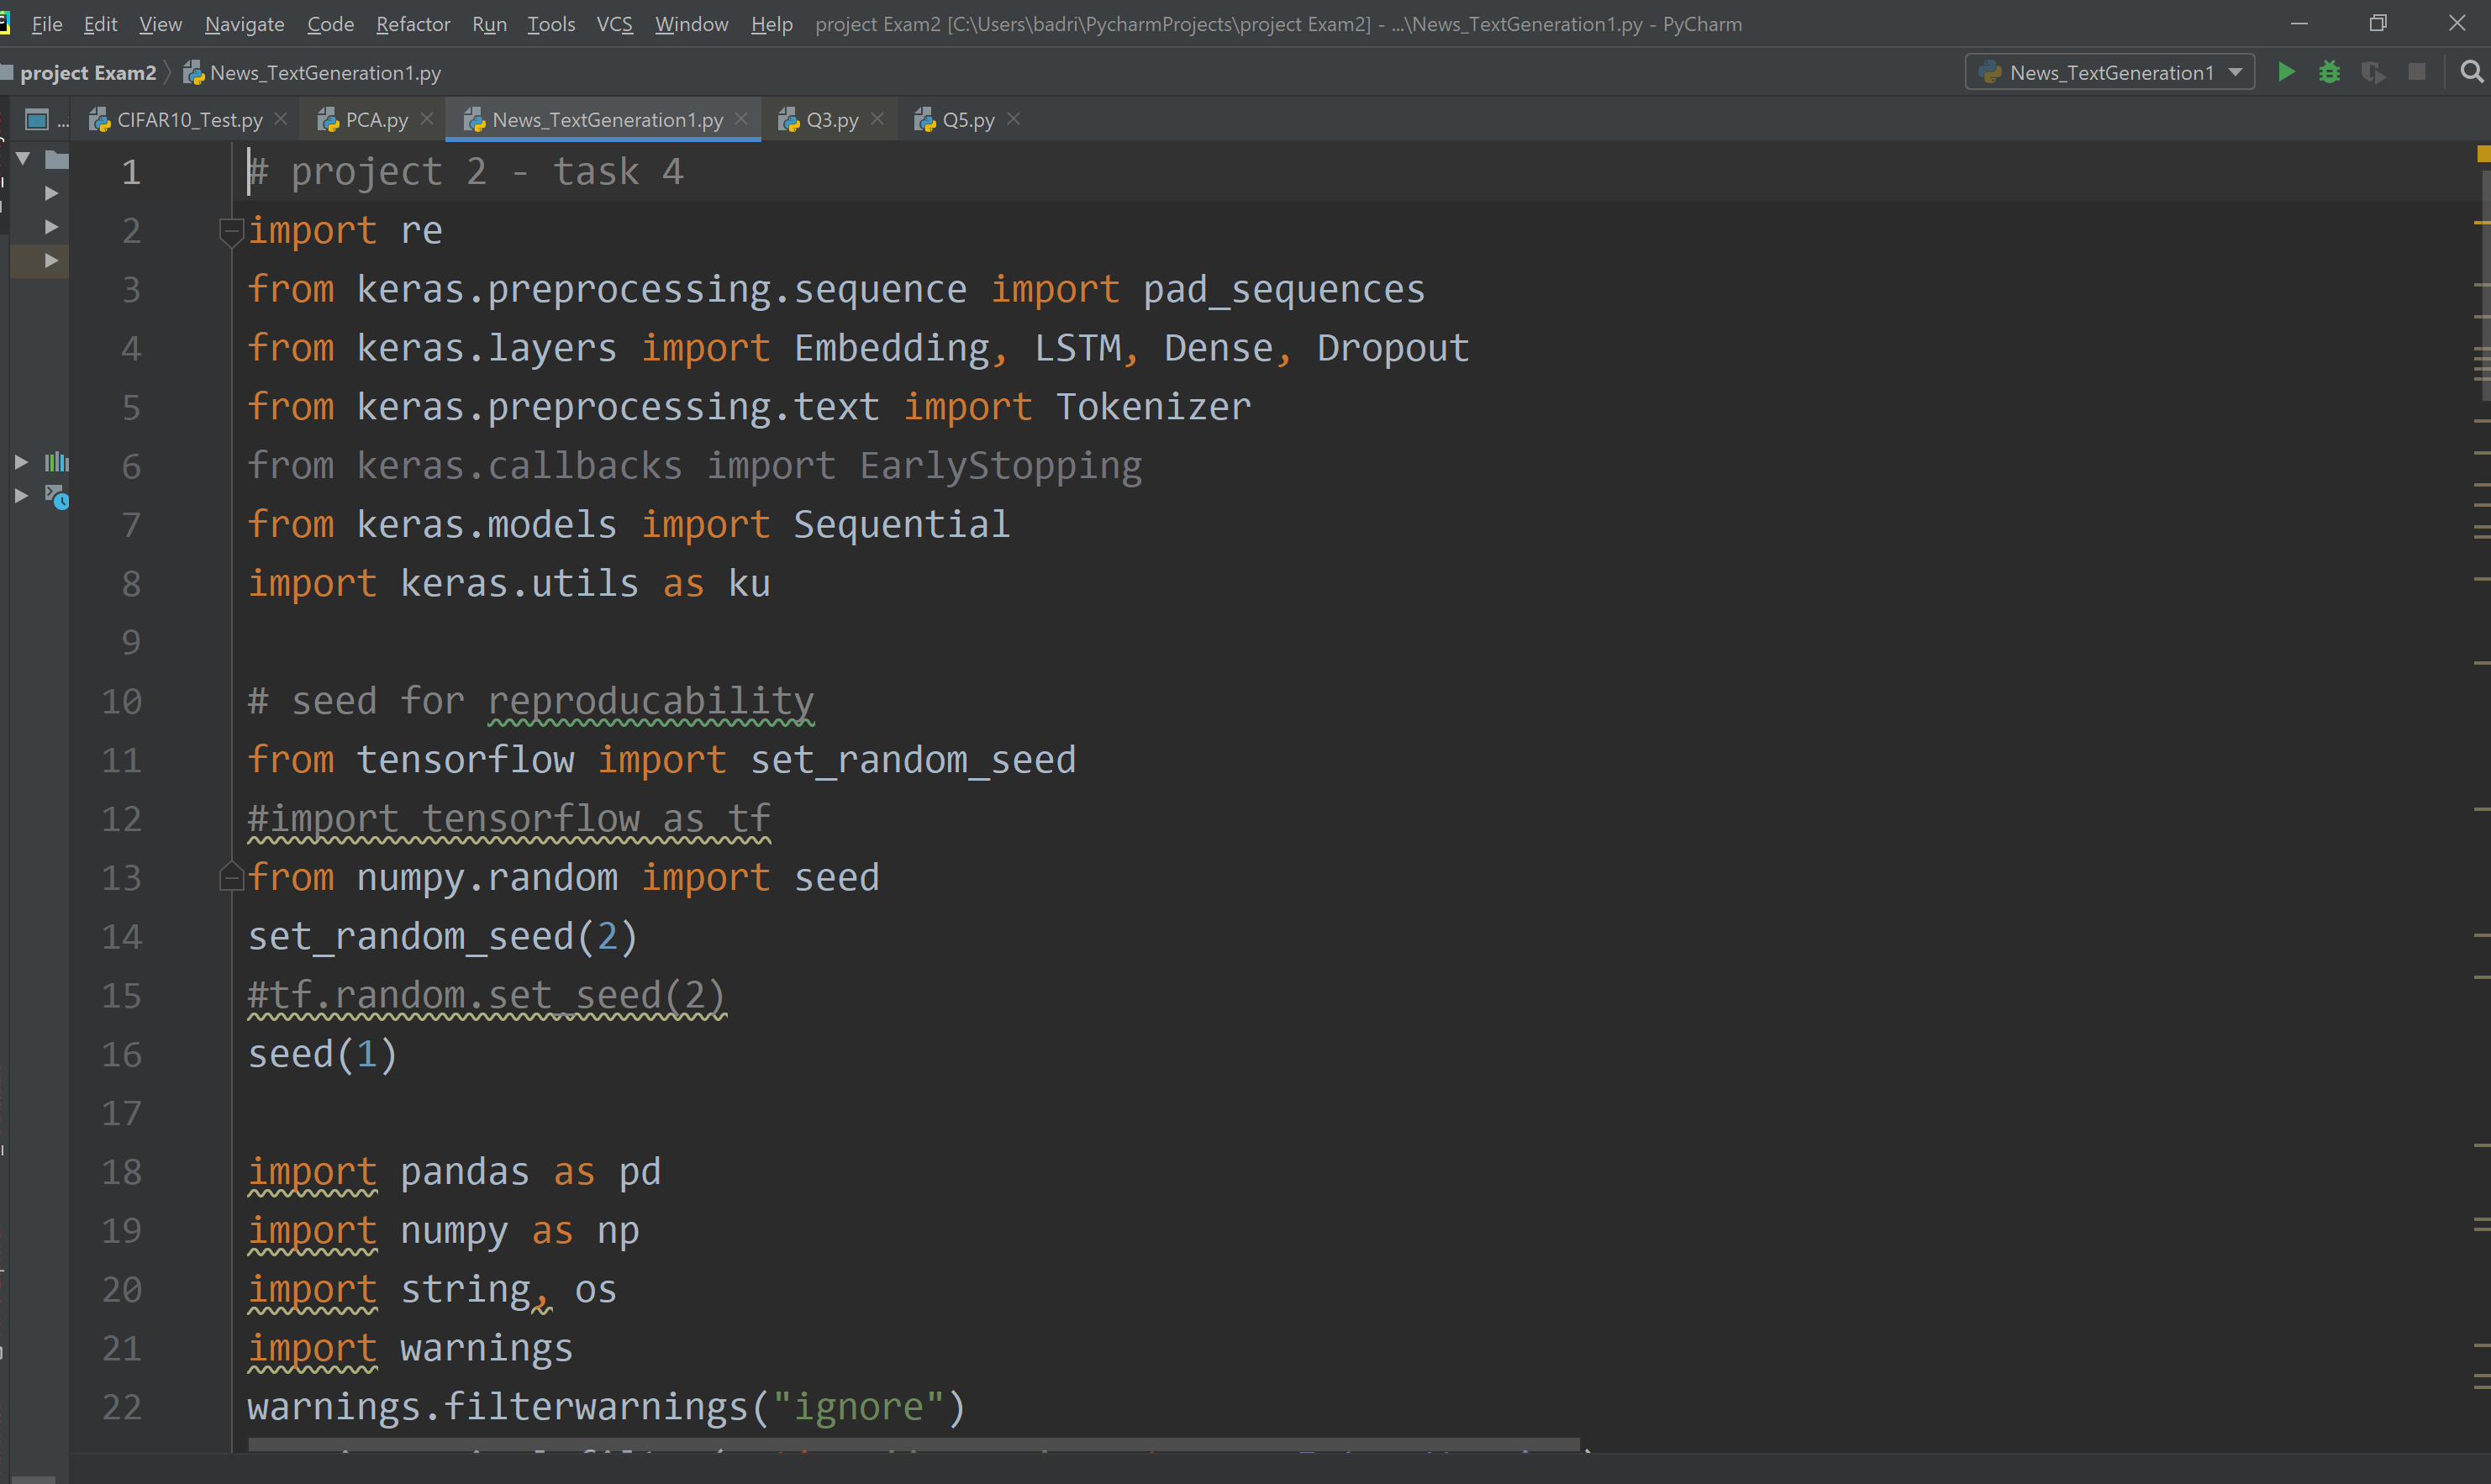 File Edit View Navigate Code Refactor Run Tools VCS Window Help project Exam2 [C:\Users\badri\PycharmProjects\project Exam2] - ...\News_TextGeneration1.py - PyCharm
project Exam2 News_TextGeneration1.py News_TextGeneration1
... CIFAR10_Test.py PCA.py News_TextGeneration1.py Q3.py Q5.py
1 # project 2 - task 4
2 import re
3 from keras.preprocessing.sequence import pad_sequences
4 from keras.layers import Embedding, LSTM, Dense, Dropout
5 from keras.preprocessing.text import Tokenizer
6 from keras.callbacks import EarlyStopping
7 from keras.models import Sequential
8 import keras.utils as ku
9
10 # seed for reproducability
11 from tensorflow import set_random_seed
12 #import tensorflow as tf
13 from numpy.random import seed
14 set_random_seed(2)
15 #tf.random.set_seed(2)
16 seed(1)
17
18 import pandas as pd
19 import numpy as np
20 import string, os
21 import warnings
22 warnings.filterwarnings("ignore")